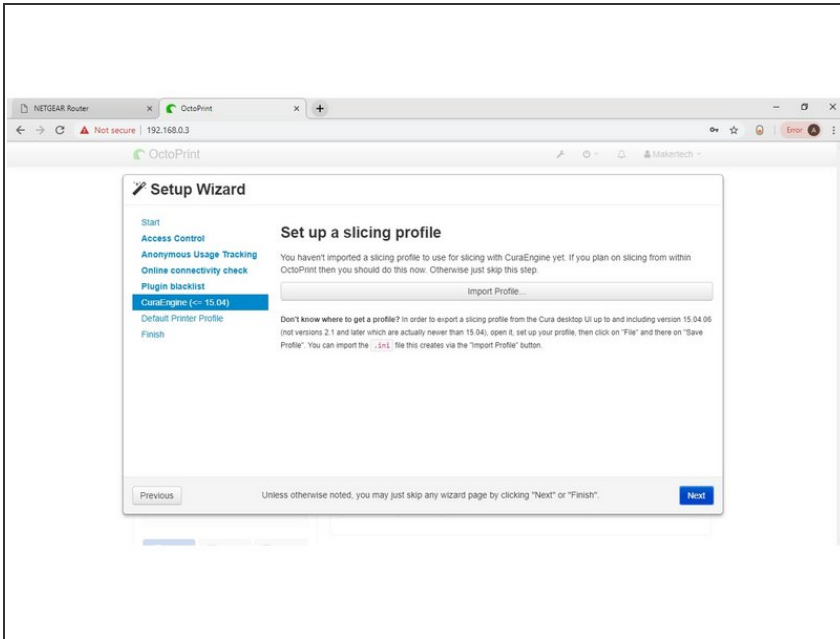 NETGEAR Router
OctoPrint
Not secure | 192.168.0.3
Error A
OctoPrint
Makertech
Setup Wizard
Start
Access Control
Anonymous Usage Tracking
Online connectivity check
Plugin blacklist
CuraEngine (<= 15.04)
Default Printer Profile
Finish
Set up a slicing profile
You haven't imported a slicing profile to use for slicing with CuraEngine yet. If you plan on slicing from within
OctoPrint then you should do this now. Otherwise just skip this step.
Import Profile...
Don't know where to get a profile? In order to export a slicing profile from the Cura desktop UI up to and including version 15.04.06
(not versions 2.1 and later which are actually newer than 15.04), open it, set up your profile, then click on "File" and there on "Save
Profile". You can import the .ini file this creates via the "Import Profile" button.
Previous
Unless otherwise noted, you may just skip any wizard page by clicking "Next" or "Finish".
Next